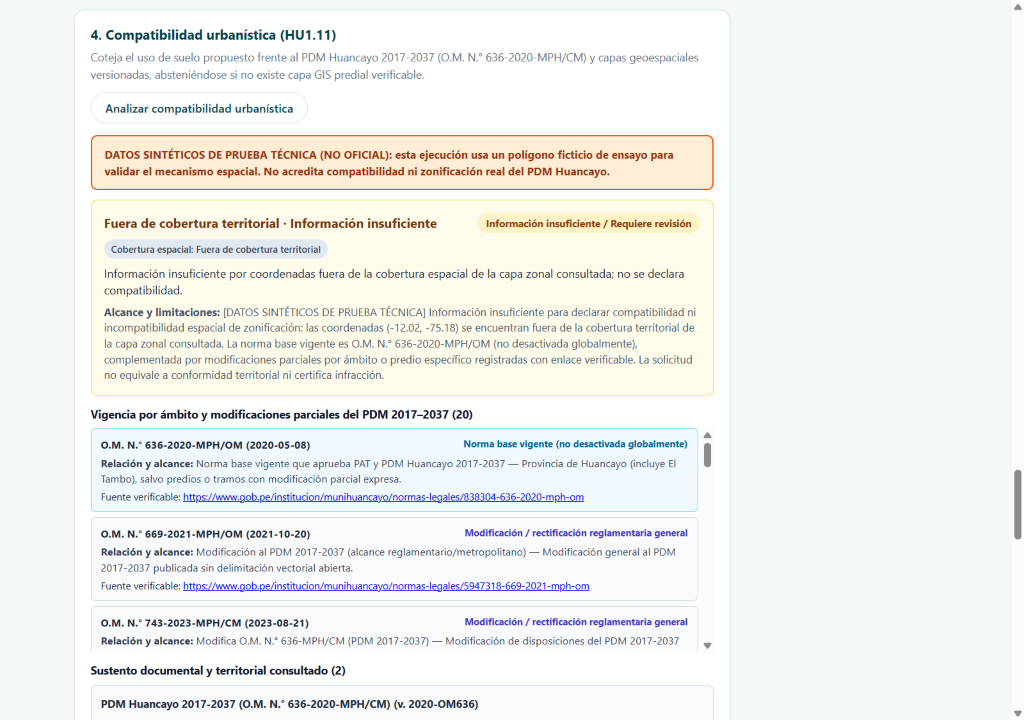 4. Compatibilidad urbanística (HU1.11)
Coteja el uso de suelo propuesto frente al PDM Huancayo 2017-2037 (O.M. N.° 636-2020-MPH/CM) y capas geoespaciales
versionadas, absteniéndose si no existe capa GIS predial verificable.
Analizar compatibilidad urbanística
DATOS SINTÉTICOS DE PRUEBA TÉCNICA (NO OFICIAL): esta ejecución usa un polígono ficticio de ensayo para
validar el mecanismo espacial. No acredita compatibilidad ni zonificación real del PDM Huancayo.
Fuera de cobertura territorial · Información insuficiente
Información insuficiente / Requiere revisión
Cobertura espacial: Fuera de cobertura territorial
Información insuficiente por coordenadas fuera de la cobertura espacial de la capa zonal consultada; no se declara
compatibilidad.
Alcance y limitaciones: [DATOS SINTÉTICOS DE PRUEBA TÉCNICA] Información insuficiente para declarar compatibilidad ni
incompatibilidad espacial de zonificación: las coordenadas (-12.02, -75.18) se encuentran fuera de la cobertura territorial de
la capa zonal consultada. La norma base vigente es O.M. N.° 636-2020-MPH/OM (no desactivada globalmente),
complementada por modificaciones parciales por ámbito o predio específico registradas con enlace verificable. La solicitud
no equivale a conformidad territorial ni certifica infracción.
Vigencia por ámbito y modificaciones parciales del PDM 2017–2037 (20)
O.M. N.° 636-2020-MPH/OM (2020-05-08)
Norma base vigente (no desactivada globalmente)
Relación y alcance: Norma base vigente que aprueba PAT y PDM Huancayo 2017-2037 — Provincia de Huancayo (incluye El
Tambo), salvo predios o tramos con modificación parcial expresa.
Fuente verificable: https://www.gob.pe/institucion/munihuancayo/normas-legales/838304-636-2020-mph-om
O.M. N.° 669-2021-MPH/OM (2021-10-20)
Modificación / rectificación reglamentaria general
Relación y alcance: Modificación al PDM 2017-2037 (alcance reglamentario/metropolitano) — Modificación general al PDM
2017-2037 publicada sin delimitación vectorial abierta.
Fuente verificable: https://www.gob.pe/institucion/munihuancayo/normas-legales/5947318-669-2021-mph-om
O.M. N.° 743-2023-MPH/CM (2023-08-21)
Modificación / rectificación reglamentaria general
Relación y alcance: Modifica O.M. N.° 636-MPH/CM (PDM 2017-2037) — Modificación de disposiciones del PDM 2017-2037
Sustento documental y territorial consultado (2)
PDM Huancayo 2017-2037 (O.M. N.° 636-2020-MPH/CM) (v. 2020-OM636)